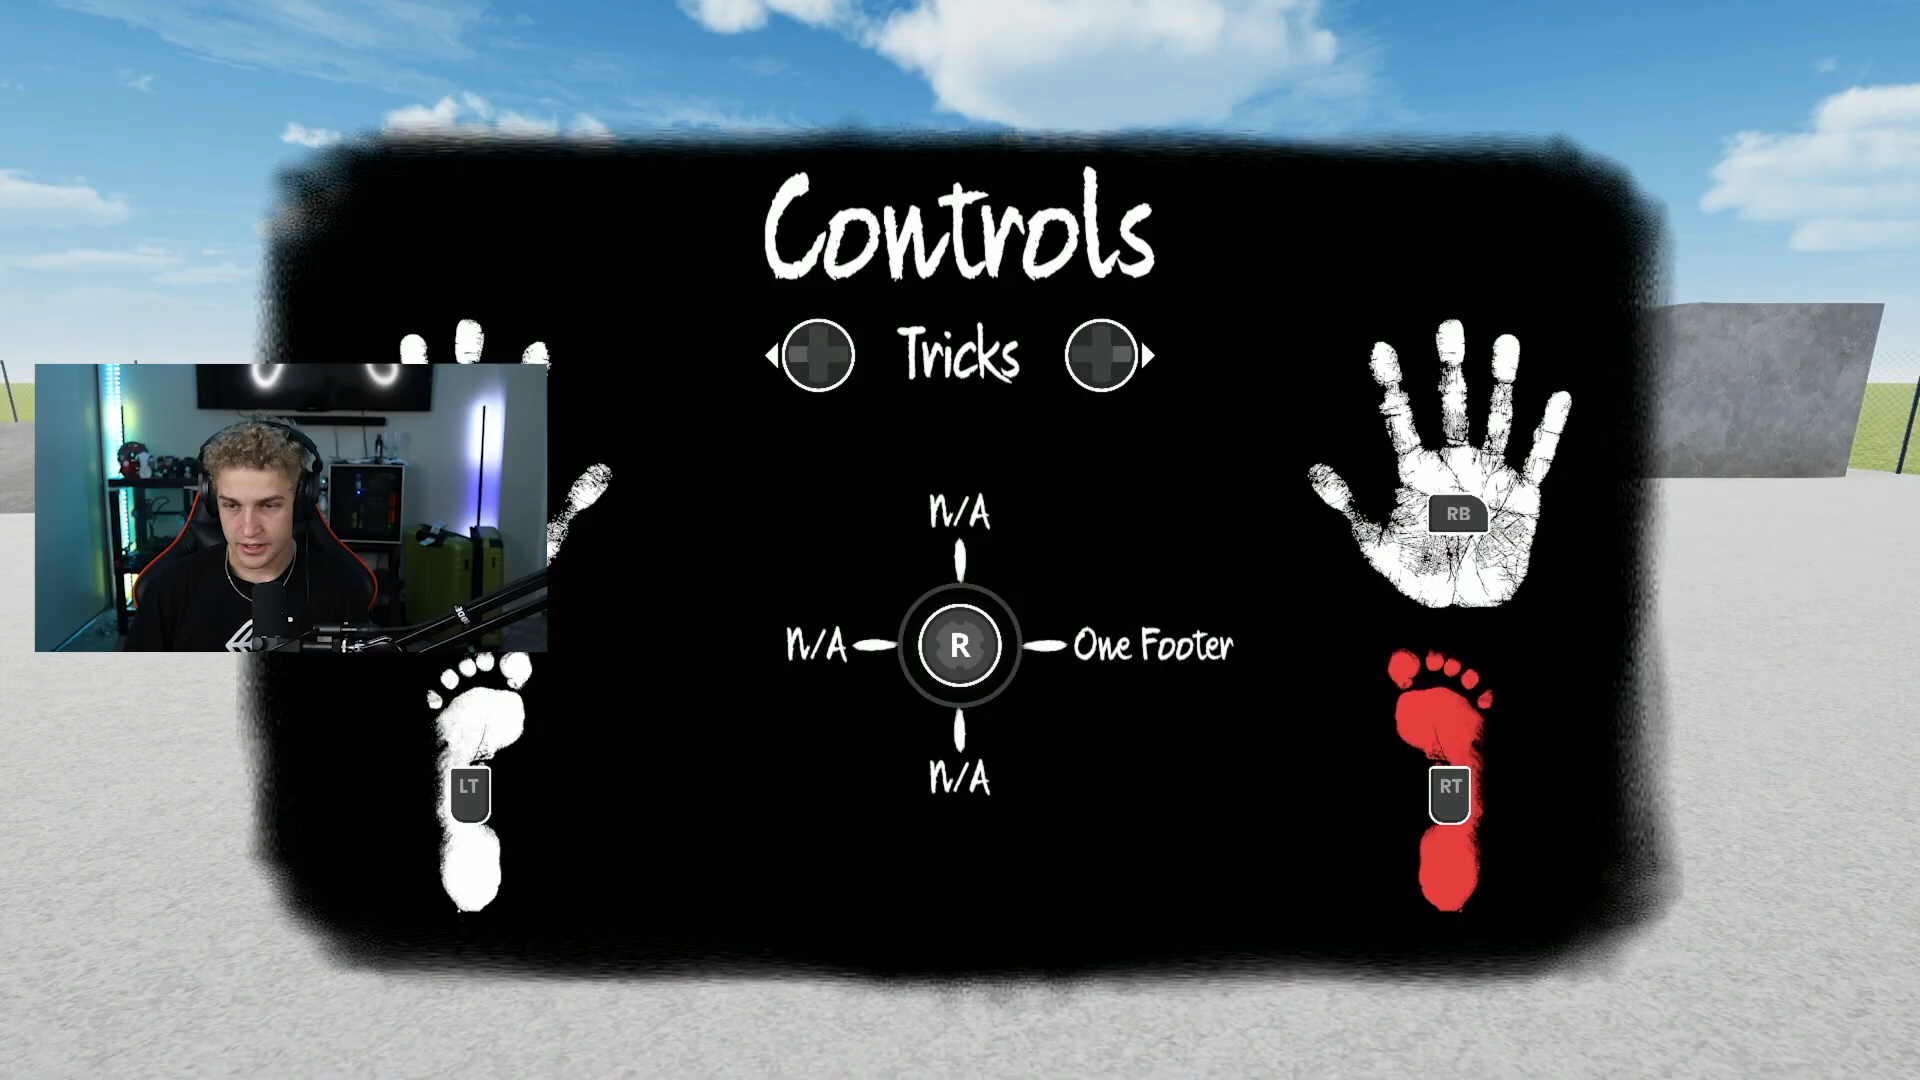 Controls
Tricks
N/A
RB
N/A
R
One Footer
N/A
LT
RT